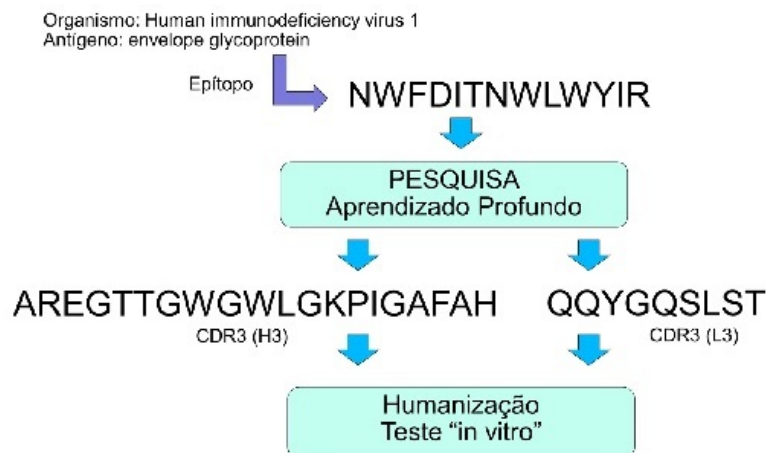 Organismo: Human immunodeficiency virus 1
Antígeno: envelope glycoprotein
Epítopo
NWFDITNWLWYIR
PESQUISA
Aprendizado Profundo
AREGTTGWGWLGKPIGAFAH
QQYGQSLST
CDR3 (H3)
CDR3 (L3)
Humanização
Teste “in vitro”